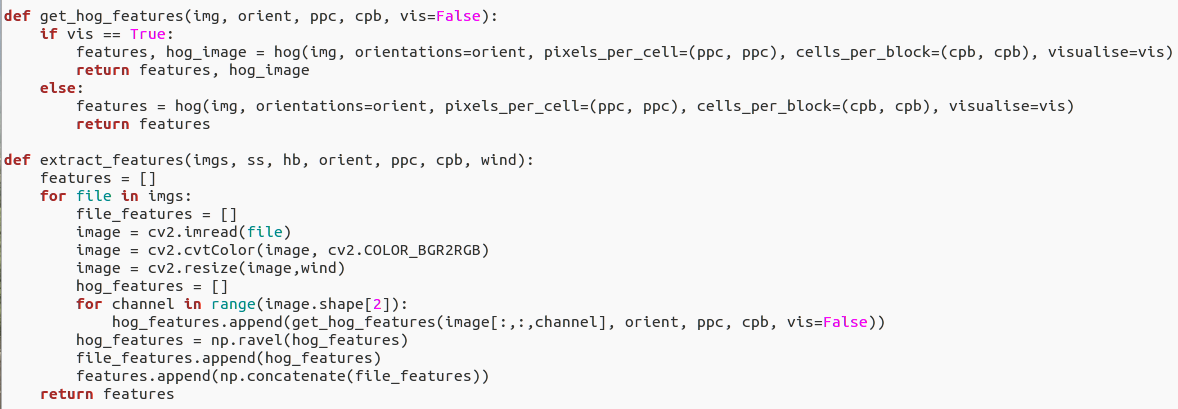 def get_hog_features(img, orient, ppc, cpb, vis=False):
    if vis == True:
        features, hog_image = hog(img, orientations=orient, pixels_per_cell=(ppc, ppc), cells_per_block=(cpb, cpb), visualise=vis)
        return features, hog_image
    else:
        features = hog(img, orientations=orient, pixels_per_cell=(ppc, ppc), cells_per_block=(cpb, cpb), visualise=vis)
        return features

def extract_features(imgs, ss, hb, orient, ppc, cpb, wind):
    features = []
    for file in imgs:
        file_features = []
        image = cv2.imread(file)
        image = cv2.cvtColor(image, cv2.COLOR_BGR2RGB)
        image = cv2.resize(image,wind)
        hog_features = []
        for channel in range(image.shape[2]):
            hog_features.append(get_hog_features(image[:,:,channel], orient, ppc, cpb, vis=False))
        hog_features = np.ravel(hog_features)
        file_features.append(hog_features)
        features.append(np.concatenate(file_features))
    return features